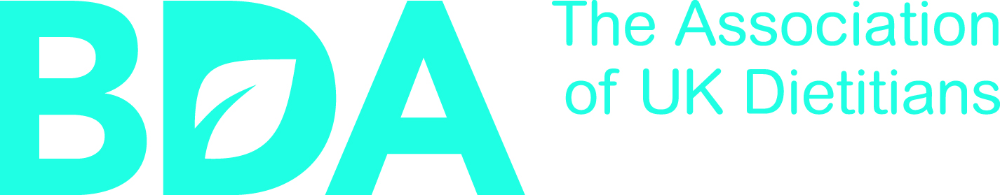 BDA
The Association
of UK Dietitians